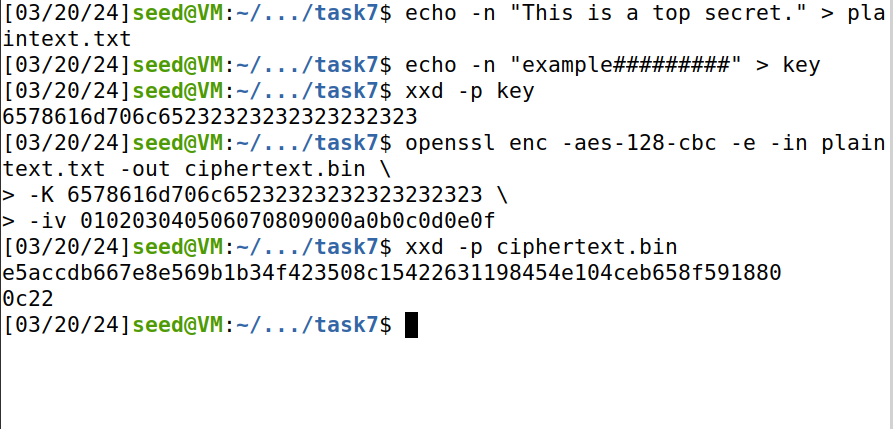 [03/20/24]seed@VM:~/.../task7$ echo -n "This is a top secret." > pla
intext.txt
[03/20/24]seed@VM:~/.../task7$ echo -n "example#########" > key
[03/20/24]seed@VM:~/.../task7$ xxd -p key
6578616d706c65232323232323232323
[03/20/24]seed@VM:~/.../task7$ openssl enc -aes-128-cbc -e -in plain
text.txt -out ciphertext.bin \
> -K 6578616d706c65232323232323232323 \
> -iv 010203040506070809000a0b0c0d0e0f
[03/20/24]seed@VM:~/.../task7$ xxd -p ciphertext.bin
e5accdb667e8e569b1b34f423508c15422631198454e104ceb658f591880
0c22
[03/20/24]seed@VM:~/.../task7$